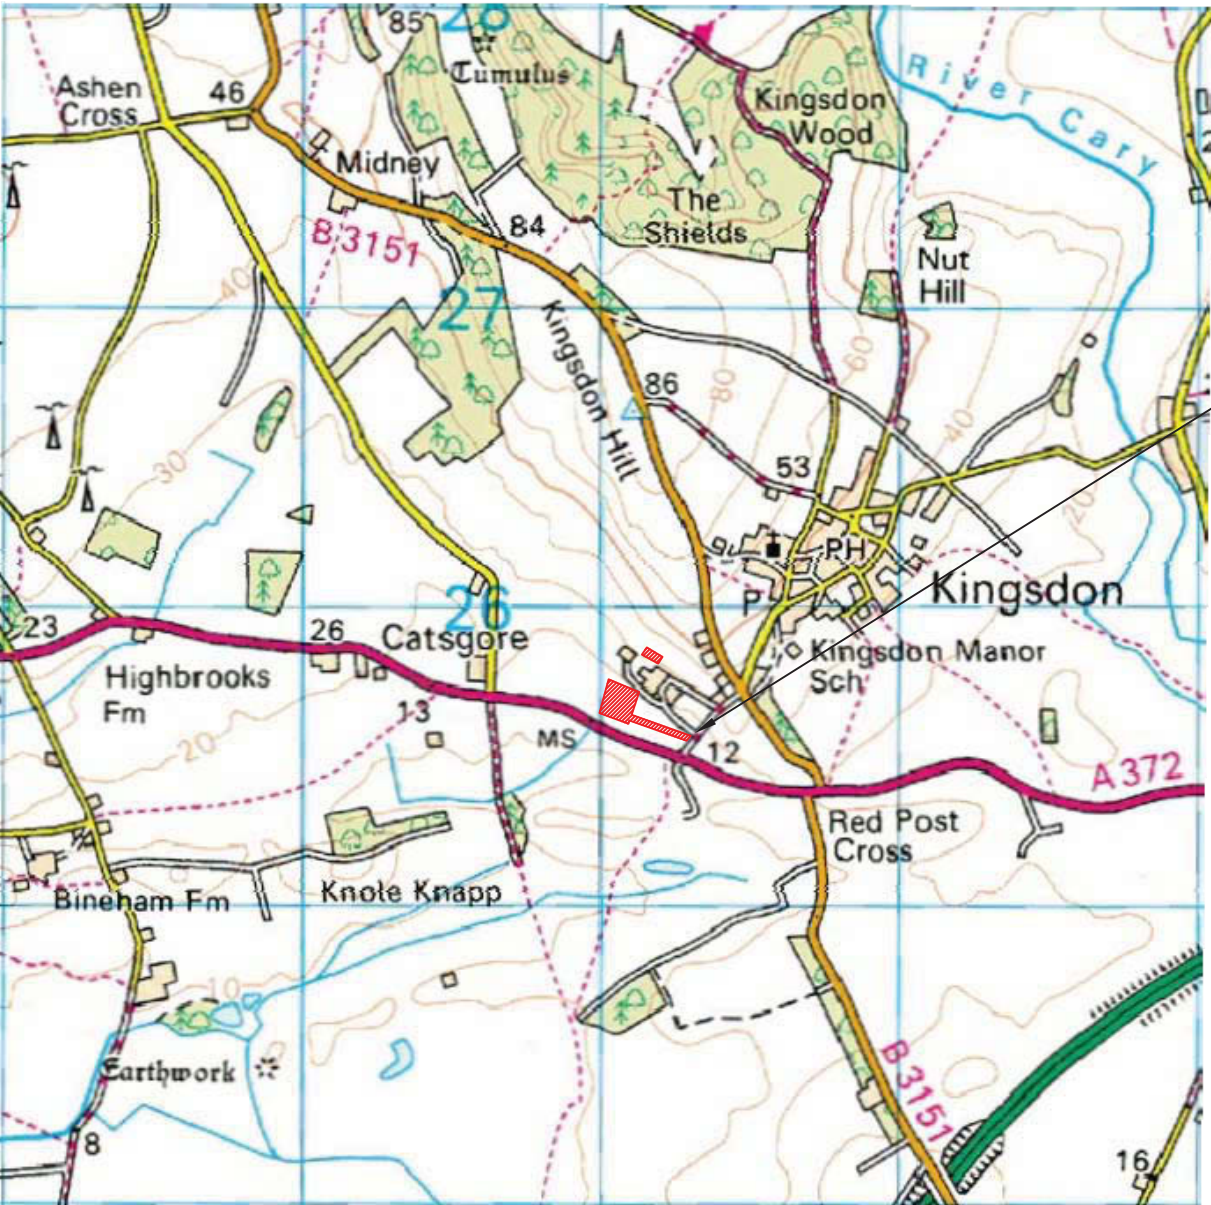 85
28
Tumulus
River Cary
Ashen
Cross
46
Kingsdon
Wood
Midney
The
Shields
84
B 3151
Nut
Hill
40
27
Kingsdon Hill
60
86
80
40
30
53
20
PH
Kingsdon
26
P
23
26
Catsgore
Kingsdon Manor
Sch
Highbrooks
Fm
13
20
MS
12
A 372
Red Post
Cross
Bineham Fm
Knole Knapp
10
Earthwork
B 3151
8
16